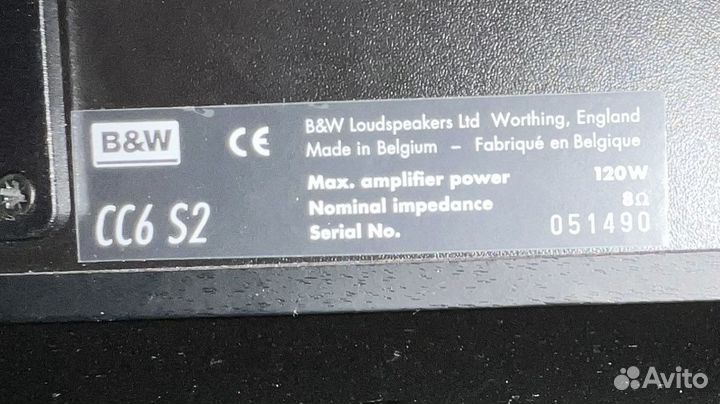 B&W
CE
B&W Loudspeakers Ltd Worthing, England
Made in Belgium – Fabriqué en Belgique
CC6 S2
Max. amplifier power 120W
Nominal impedance 8Ω
Serial No. 051490
Avito